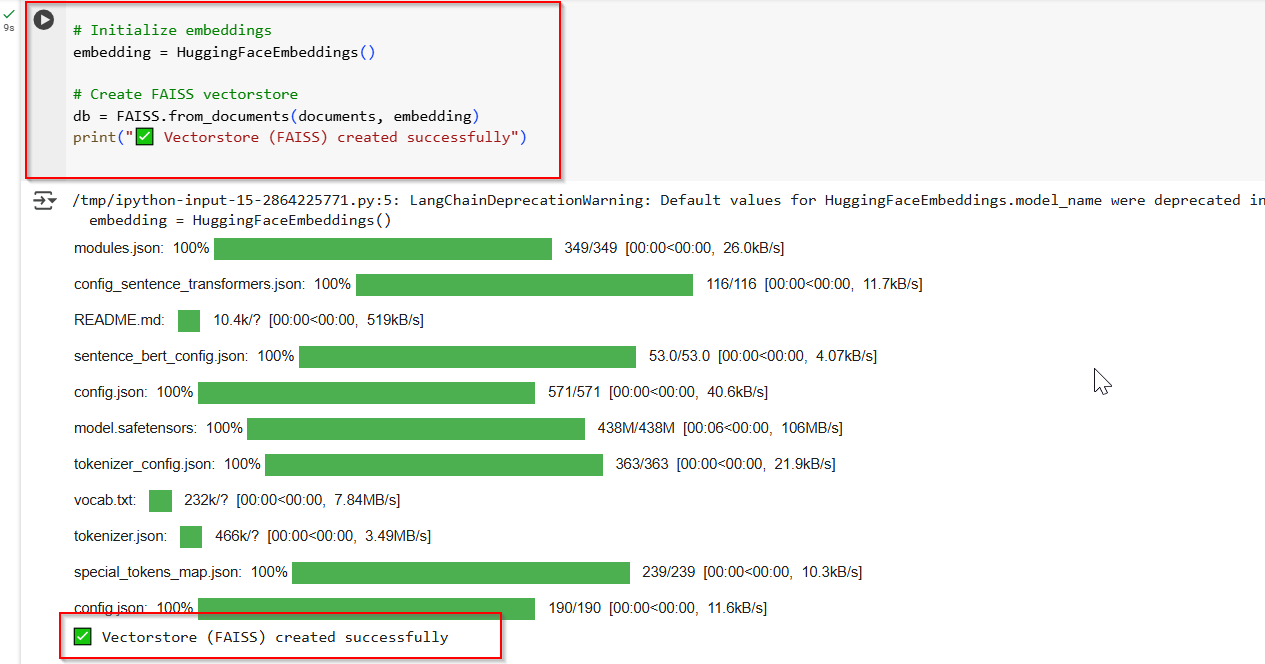 9s
# Initialize embeddings
embedding = HuggingFaceEmbeddings()
# Create FAISS vectorstore
db = FAISS.from_documents(documents, embedding)
print("✅ Vectorstore (FAISS) created successfully")
/tmp/ipython-input-15-2864225771.py:5: LangChainDeprecationWarning: Default values for HuggingFaceEmbeddings.model_name were deprecated in
embedding = HuggingFaceEmbeddings()
modules.json: 100% 349/349 [00:00<00:00, 26.0kB/s]
config_sentence_transformers.json: 100% 116/116 [00:00<00:00, 11.7kB/s]
README.md: 10.4k/? [00:00<00:00, 519kB/s]
sentence_bert_config.json: 100% 53.0/53.0 [00:00<00:00, 4.07kB/s]
config.json: 100% 571/571 [00:00<00:00, 40.6kB/s]
model.safetensors: 100% 438M/438M [00:06<00:00, 106MB/s]
tokenizer_config.json: 100% 363/363 [00:00<00:00, 21.9kB/s]
vocab.txt: 232k/? [00:00<00:00, 7.84MB/s]
tokenizer.json: 466k/? [00:00<00:00, 3.49MB/s]
special_tokens_map.json: 100% 239/239 [00:00<00:00, 10.3kB/s]
config.json: 100% 190/190 [00:00<00:00, 11.6kB/s]
✅ Vectorstore (FAISS) created successfully